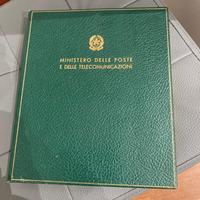 MINISTERO DELLE POSTE
E DELLE TELECOMUNICAZIONI